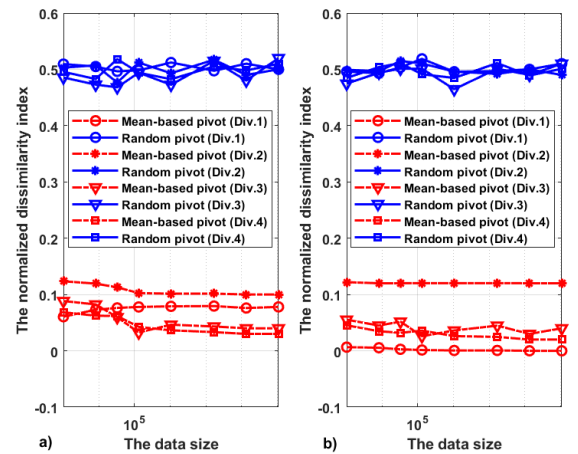 0.6
0.5
0.4
0.3
0.2
0.1
0
-0.1
The normalized dissimilarity index
Mean-based pivot (Div.1)
Random pivot (Div.1)
Mean-based pivot (Div.2)
Random pivot (Div.2)
Mean-based pivot (Div.3)
Random pivot (Div.3)
Mean-based pivot (Div.4)
Random pivot (Div.4)
10^5
a)
The data size
0.6
0.5
0.4
0.3
0.2
0.1
0
-0.1
The normalized dissimilarity index
Mean-based pivot (Div.1)
Random pivot (Div.1)
Mean-based pivot (Div.2)
Random pivot (Div.2)
Mean-based pivot (Div.3)
Random pivot (Div.3)
Mean-based pivot (Div.4)
Random pivot (Div.4)
10^5
b)
The data size